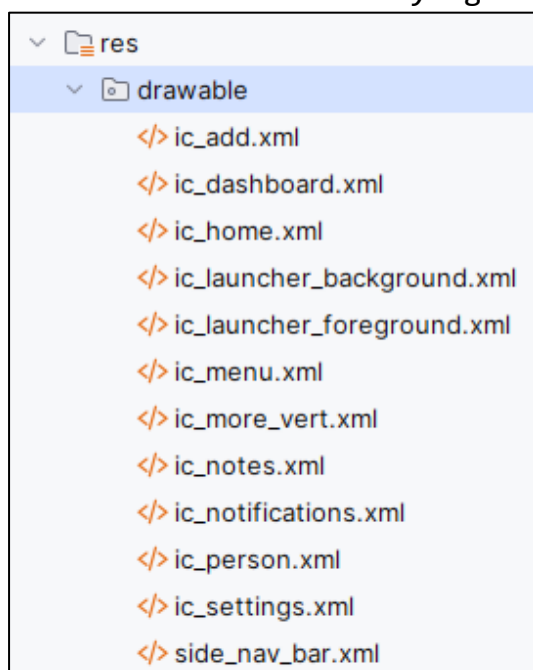 res
drawable
</> ic_add.xml
</> ic_dashboard.xml
</> ic_home.xml
</> ic_launcher_background.xml
</> ic_launcher_foreground.xml
</> ic_menu.xml
</> ic_more_vert.xml
</> ic_notes.xml
</> ic_notifications.xml
</> ic_person.xml
</> ic_settings.xml
</> side_nav_bar.xml